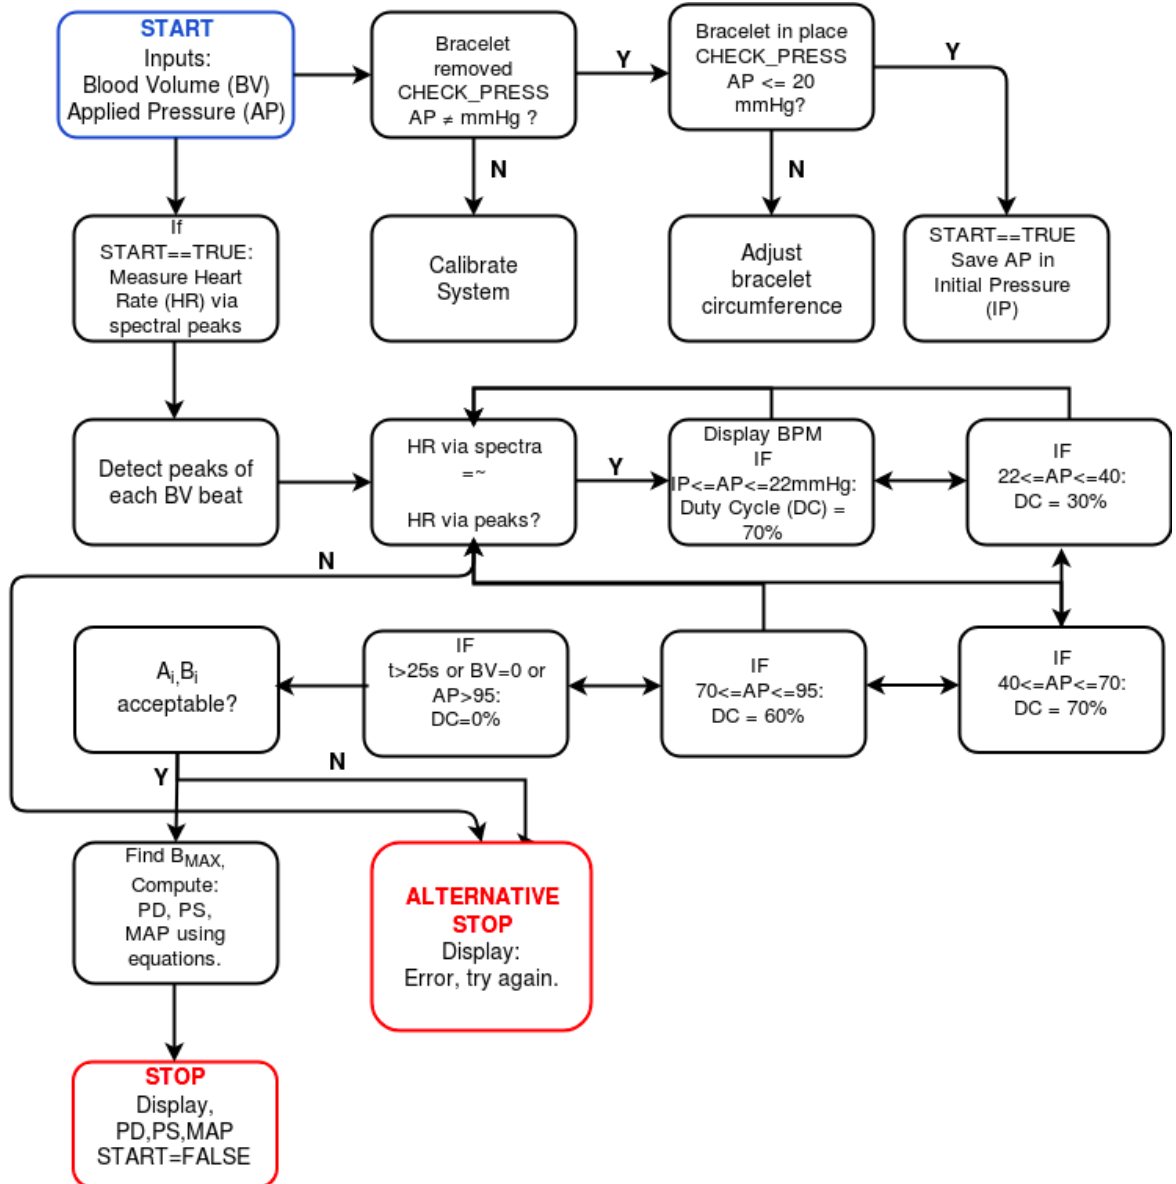 START
Inputs:
Blood Volume (BV)
Applied Pressure (AP)
Bracelet
removed
CHECK_PRESS
AP ≠ mmHg ?
Y
Bracelet in place
CHECK_PRESS
AP <= 20
mmHg?
Y
N
N
If
START==TRUE:
Measure Heart
Rate (HR) via
spectral peaks
Calibrate
System
Adjust
bracelet
circumference
START==TRUE
Save AP in
Initial Pressure
(IP)
Detect peaks of
each BV beat
HR via spectra
=~
HR via peaks?
Y
Display BPM
IF
IP<=AP<=22mmHg:
Duty Cycle (DC) =
70%
IF
22<=AP<=40:
DC = 30%
N
A_i,B_i
acceptable?
IF
t>25s or BV=0 or
AP>95:
DC=0%
IF
70<=AP<=95:
DC = 60%
IF
40<=AP<=70:
DC = 70%
Y
N
Find B_MAX,
Compute:
PD, PS,
MAP using
equations.
ALTERNATIVE
STOP
Display:
Error, try again.
STOP
Display,
PD,PS,MAP
START=FALSE